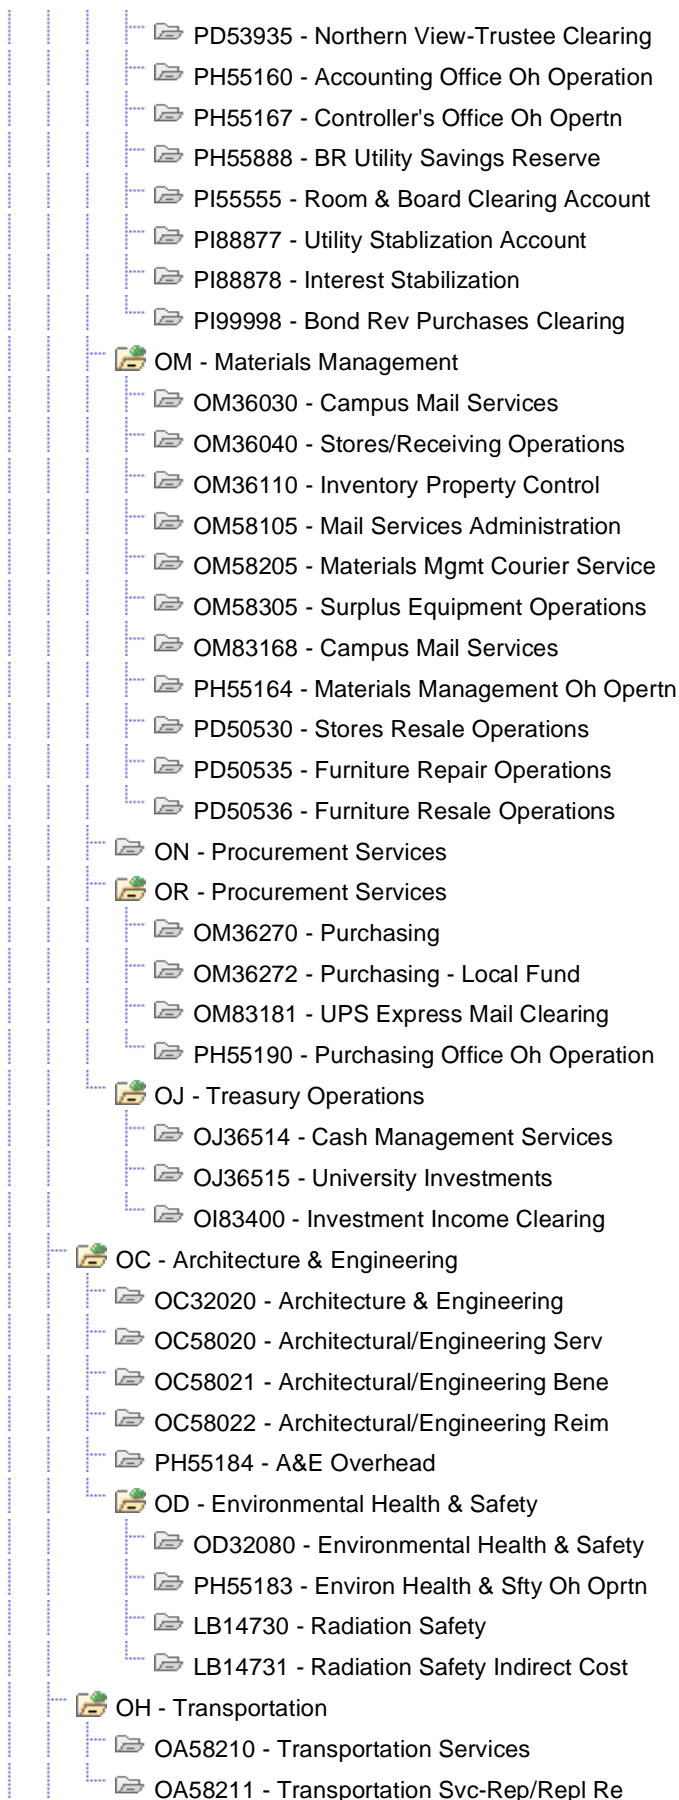 PD53935 - Northern View-Trustee Clearing
PH55160 - Accounting Office Oh Operation
PH55167 - Controller's Office Oh Opertn
PH55888 - BR Utility Savings Reserve
PI55555 - Room & Board Clearing Account
PI88877 - Utility Stablization Account
PI88878 - Interest Stabilization
PI99998 - Bond Rev Purchases Clearing
OM - Materials Management
OM36030 - Campus Mail Services
OM36040 - Stores/Receiving Operations
OM36110 - Inventory Property Control
OM58105 - Mail Services Administration
OM58205 - Materials Mgmt Courier Service
OM58305 - Surplus Equipment Operations
OM83168 - Campus Mail Services
PH55164 - Materials Management Oh Opertn
PD50530 - Stores Resale Operations
PD50535 - Furniture Repair Operations
PD50536 - Furniture Resale Operations
ON - Procurement Services
OR - Procurement Services
OM36270 - Purchasing
OM36272 - Purchasing - Local Fund
OM83181 - UPS Express Mail Clearing
PH55190 - Purchasing Office Oh Operation
OJ - Treasury Operations
OJ36514 - Cash Management Services
OJ36515 - University Investments
OI83400 - Investment Income Clearing
OC - Architecture & Engineering
OC32020 - Architecture & Engineering
OC58020 - Architectural/Engineering Serv
OC58021 - Architectural/Engineering Bene
OC58022 - Architectural/Engineering Reim
PH55184 - A&E Overhead
OD - Environmental Health & Safety
OD32080 - Environmental Health & Safety
PH55183 - Environ Health & Sfty Oh Oprtn
LB14730 - Radiation Safety
LB14731 - Radiation Safety Indirect Cost
OH - Transportation
OA58210 - Transportation Services
OA58211 - Transportation Svc-Rep/Repl Re